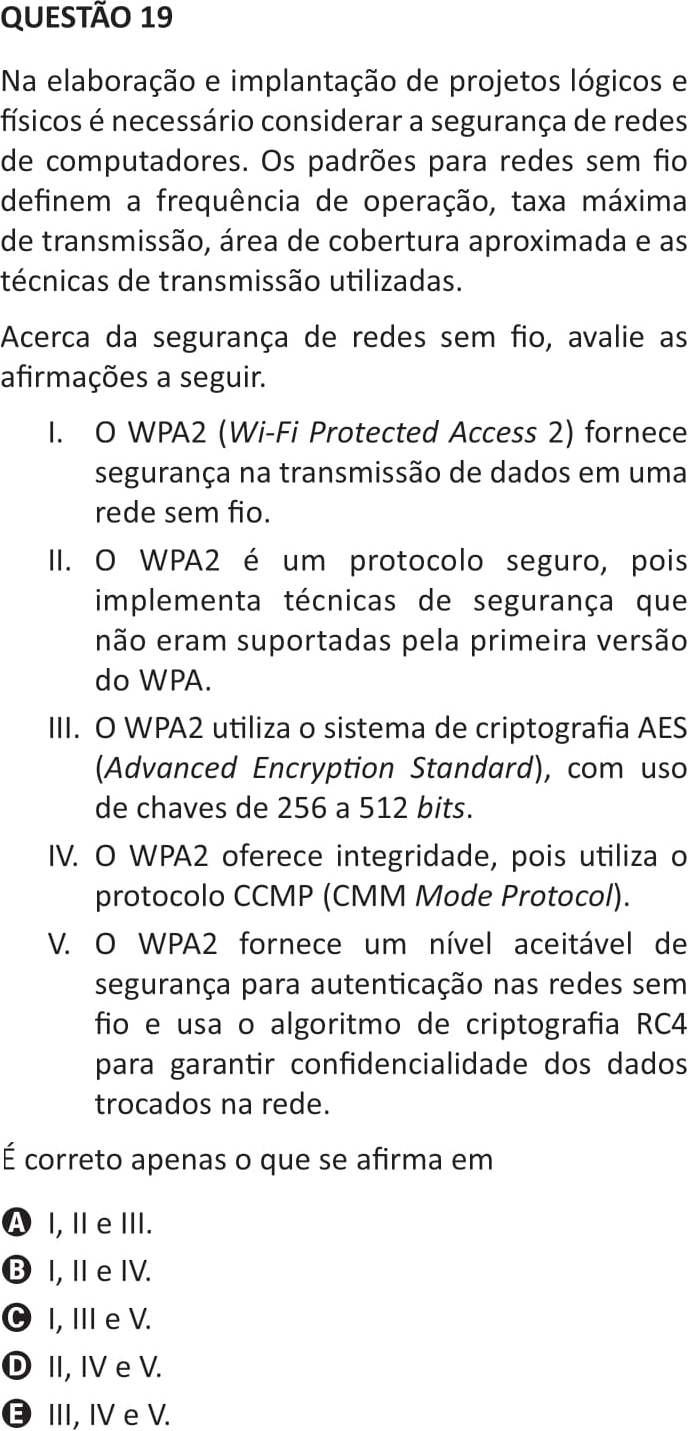 QUESTÃO 19
Na elaboração e implantação de projetos lógicos e
físicos é necessário considerar a segurança de redes
de computadores. Os padrões para redes sem fio
definem a frequência de operação, taxa máxima
de transmissão, área de cobertura aproximada e as
técnicas de transmissão utilizadas.
Acerca da segurança de redes sem fio, avalie as
afirmações a seguir.
I. O WPA2 (Wi-Fi Protected Access 2) fornece
segurança na transmissão de dados em uma
rede sem fio.
II. O WPA2 é um protocolo seguro, pois
implementa técnicas de segurança que
não eram suportadas pela primeira versão
do WPA.
III. O WPA2 utiliza o sistema de criptografia AES
(Advanced Encryption Standard), com uso
de chaves de 256 a 512 bits.
IV. O WPA2 oferece integridade, pois utiliza o
protocolo CCMP (CMM Mode Protocol).
V. O WPA2 fornece um nível aceitável de
segurança para autenticação nas redes sem
fio e usa o algoritmo de criptografia RC4
para garantir confidencialidade dos dados
trocados na rede.
É correto apenas o que se afirma em
A I, II e III.
B I, II e IV.
C I, III e V.
D II, IV e V.
E III, IV e V.